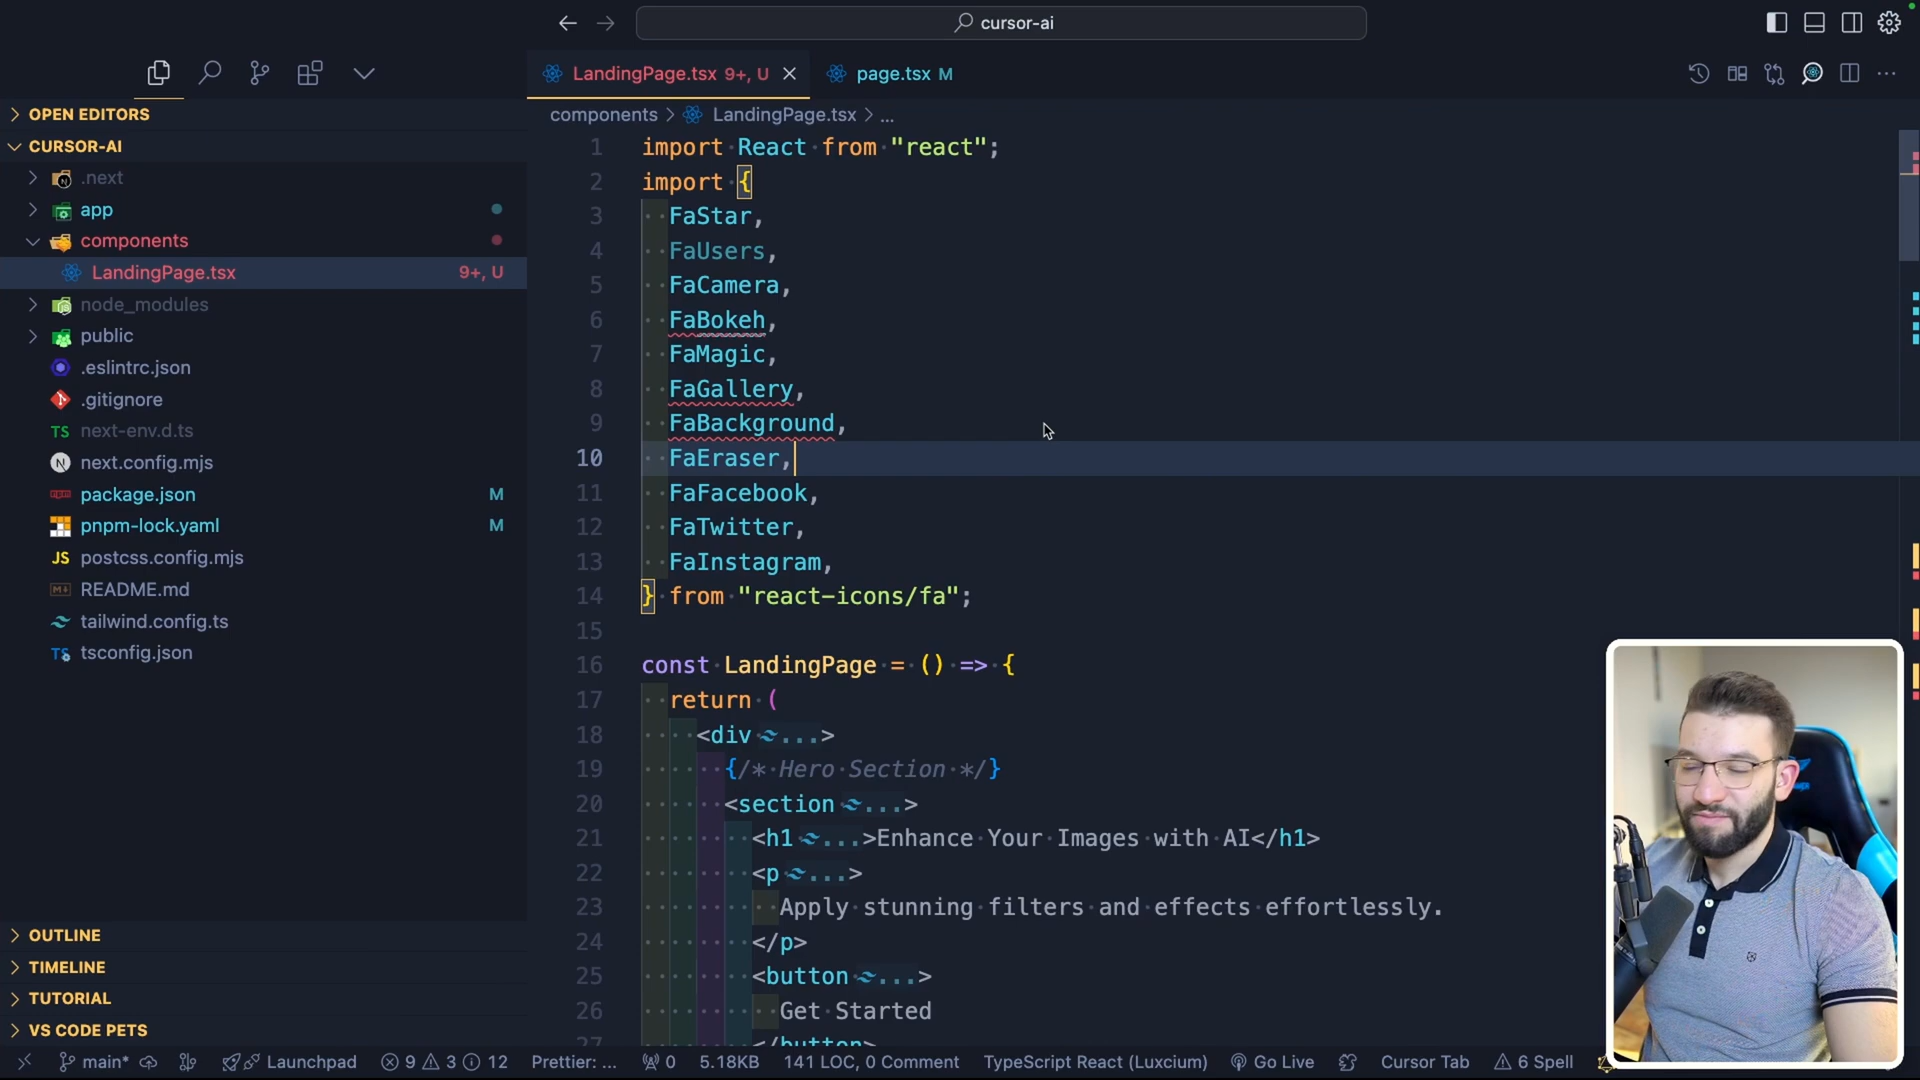 cursor-ai
LandingPage.tsx 9+, U
page.tsx M
OPEN EDITORS
components > LandingPage.tsx > ...
CURSOR-AI
.next
app
components
LandingPage.tsx 9+, U
node_modules
public
.eslintrc.json
.gitignore
TS next-env.d.ts
N next.config.mjs
package.json M
pnpm-lock.yaml M
JS postcss.config.mjs
README.md
tailwind.config.ts
TS tsconfig.json
OUTLINE
TIMELINE
TUTORIAL
VS CODE PETS
1 import React from "react";
2 import {
3 FaStar,
4 FaUsers,
5 FaCamera,
6 FaBokeh,
7 FaMagic,
8 FaGallery,
9 FaBackground,
10 FaEraser,
11 FaFacebook,
12 FaTwitter,
13 FaInstagram,
14 } from "react-icons/fa";
15
16 const LandingPage = () => {
17 return (
18 <div ...>
19 {/* Hero Section */}
20 <section ...>
21 <h1 ...>Enhance Your Images with AI</h1>
22 <p ...>
23 Apply stunning filters and effects effortlessly.
24 </p>
25 <button ...>
26 Get Started
27 </button>
main* Launchpad 9 3 12 Prettier: ... 0 5.18KB 141 LOC, 0 Comment TypeScript React (Luxcium) Go Live Cursor Tab 6 Spell